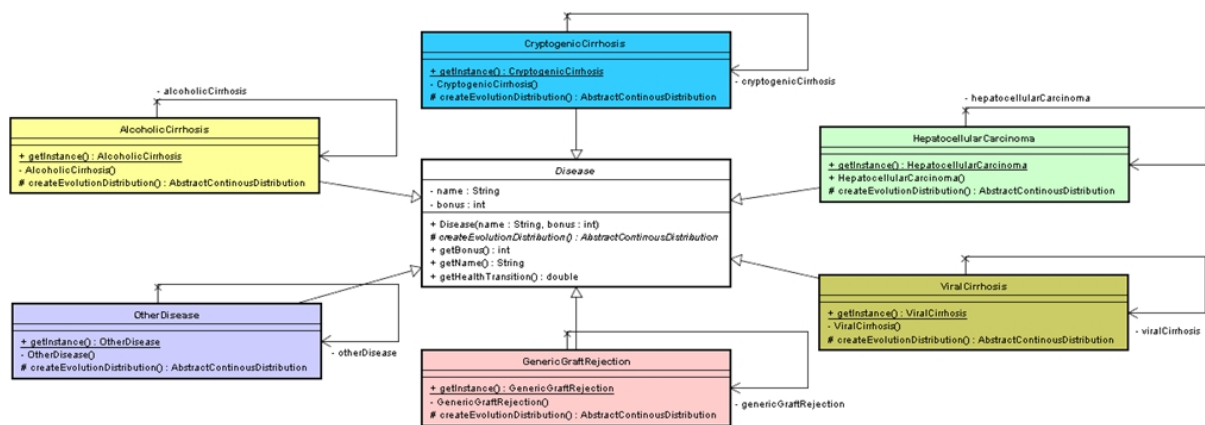 CryptogenicCirrhosis
+ getInstance() : CryptogenicCirrhosis
- CryptogenicCirrhosis()
# createEvolutionDistribution() : AbstractContinousDistribution
- cryptogenicCirrhosis
- alcoholicCirrhosis
AlcoholicCirrhosis
+ getInstance() : AlcoholicCirrhosis
- AlcoholicCirrhosis()
# createEvolutionDistribution() : AbstractContinousDistribution
- hepatocellularCarcinoma
HepatocellularCarcinoma
+ getInstance() : HepatocellularCarcinoma
+ HepatocellularCarcinoma()
# createEvolutionDistribution() : AbstractContinousDistribution
Disease
- name : String
- bonus : int
+ Disease(name : String, bonus : int)
# createEvolutionDistribution() : AbstractContinousDistribution
+ getBonus() : int
+ getName() : String
+ getHealthTransition() : double
OtherDisease
+ getInstance() : OtherDisease
- OtherDisease()
# createEvolutionDistribution() : AbstractContinousDistribution
- otherDisease
ViralCirrhosis
+ getInstance() : ViralCirrhosis
- ViralCirrhosis()
# createEvolutionDistribution() : AbstractContinousDistribution
- viralCirrhosis
GenericGraftRejection
+ getInstance() : GenericGraftRejection
- GenericGraftRejection()
# createEvolutionDistribution() : AbstractContinousDistribution
- genericGraftRejection